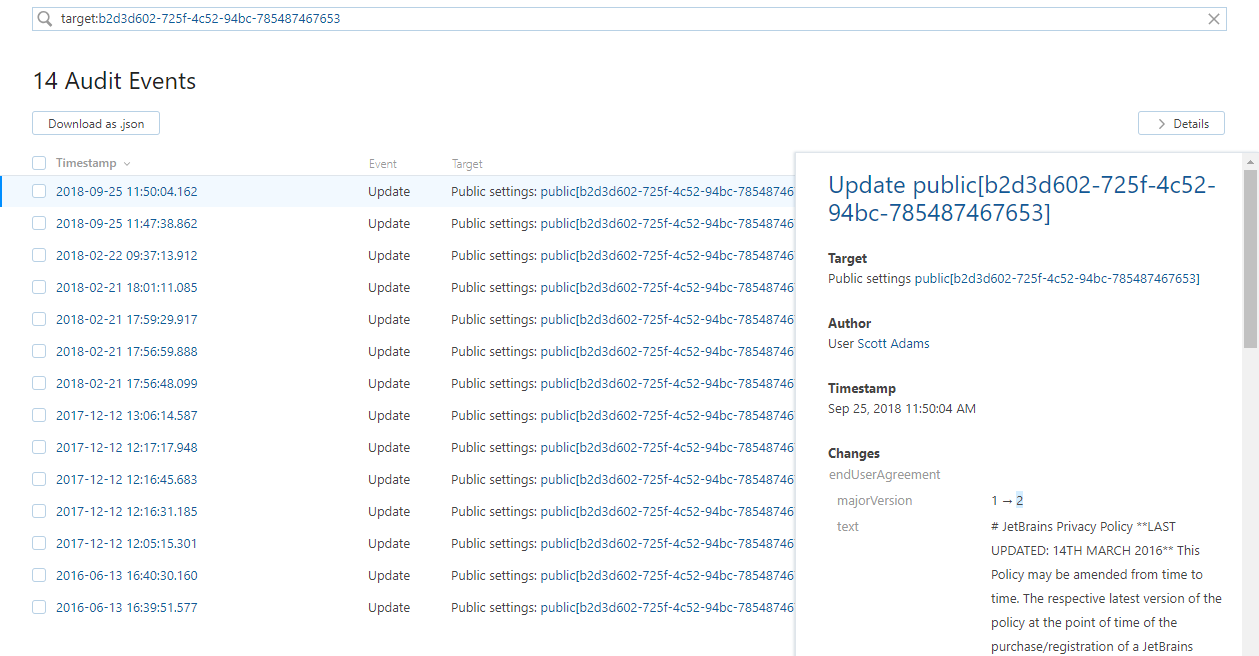 target:b2d3d602-725f-4c52-94bc-785487467653
14 Audit Events
Download as .json
Details
Timestamp Event Target
2018-09-25 11:50:04.162 Update Public settings: public[b2d3d602-725f-4c52-94bc-78548746
2018-09-25 11:47:38.862 Update Public settings: public[b2d3d602-725f-4c52-94bc-78548746
2018-02-22 09:37:13.912 Update Public settings: public[b2d3d602-725f-4c52-94bc-78548746
2018-02-21 18:01:11.085 Update Public settings: public[b2d3d602-725f-4c52-94bc-78548746
2018-02-21 17:59:29.917 Update Public settings: public[b2d3d602-725f-4c52-94bc-78548746
2018-02-21 17:56:59.888 Update Public settings: public[b2d3d602-725f-4c52-94bc-78548746
2018-02-21 17:56:48.099 Update Public settings: public[b2d3d602-725f-4c52-94bc-78548746
2017-12-12 13:06:14.587 Update Public settings: public[b2d3d602-725f-4c52-94bc-78548746
2017-12-12 12:17:17.948 Update Public settings: public[b2d3d602-725f-4c52-94bc-78548746
2017-12-12 12:16:45.683 Update Public settings: public[b2d3d602-725f-4c52-94bc-78548746
2017-12-12 12:16:31.185 Update Public settings: public[b2d3d602-725f-4c52-94bc-78548746
2017-12-12 12:05:15.301 Update Public settings: public[b2d3d602-725f-4c52-94bc-78548746
2016-06-13 16:40:30.160 Update Public settings: public[b2d3d602-725f-4c52-94bc-78548746
2016-06-13 16:39:51.577 Update Public settings: public[b2d3d602-725f-4c52-94bc-78548746
Update public[b2d3d602-725f-4c52-
94bc-785487467653]
Target
Public settings public[b2d3d602-725f-4c52-94bc-785487467653]
Author
User Scott Adams
Timestamp
Sep 25, 2018 11:50:04 AM
Changes
endUserAgreement
majorVersion 1 → 2
text # JetBrains Privacy Policy **LAST
UPDATED: 14TH MARCH 2016** This
Policy may be amended from time to
time. The respective latest version of the
policy at the point of time of the
purchase/registration of a JetBrains